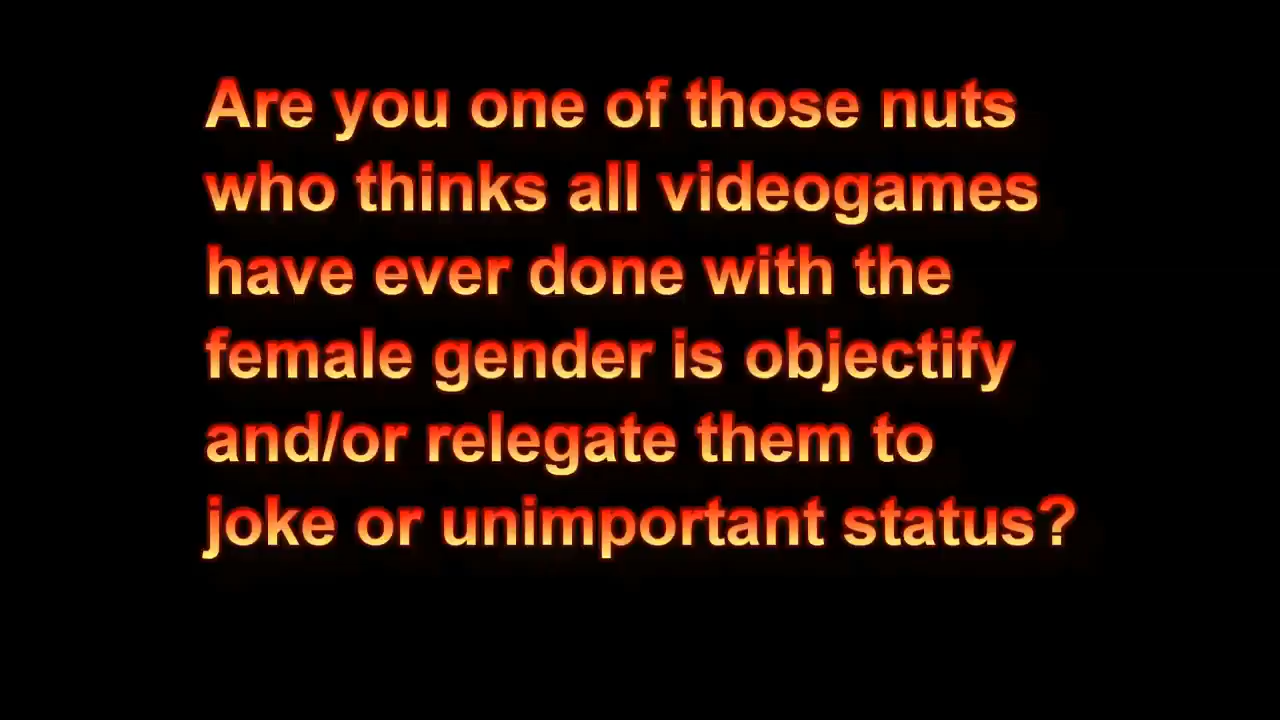 Are you one of those nuts
who thinks all videogames
have ever done with the
female gender is objectify
and/or relegate them to
joke or unimportant status?